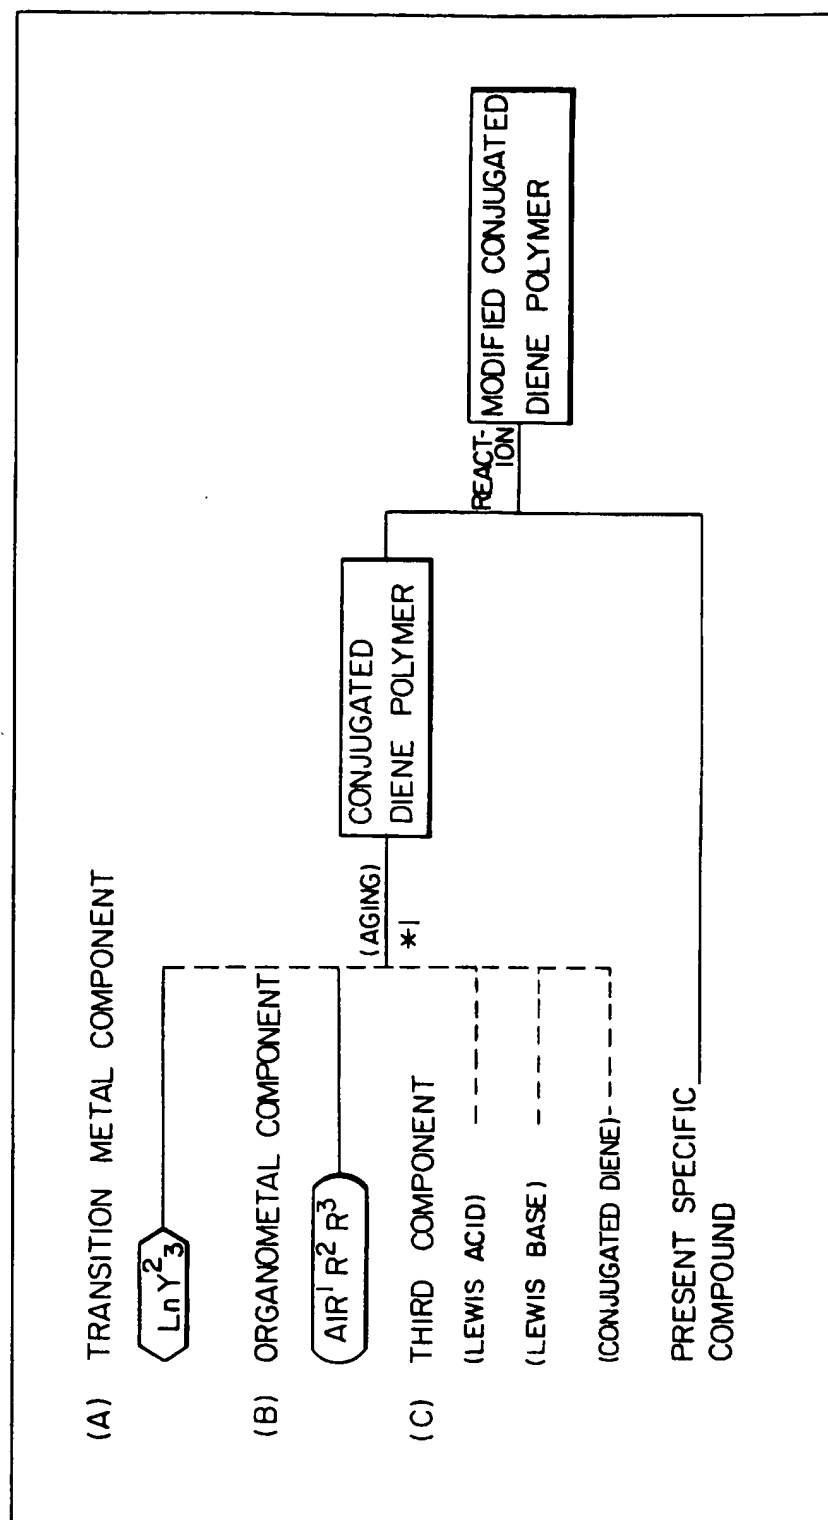 (A) TRANSITION METAL COMPONENT
LnY²₃
(B) ORGANOMETAL COMPONENT
AlR¹R²R³
(C) THIRD COMPONENT
(LEWIS ACID)
(LEWIS BASE)
(CONJUGATED DIENE)
PRESENT SPECIFIC
COMPOUND
(AGING)
*1
CONJUGATED
DIENE POLYMER
REACT-
ION
MODIFIED CONJUGATED
DIENE POLYMER